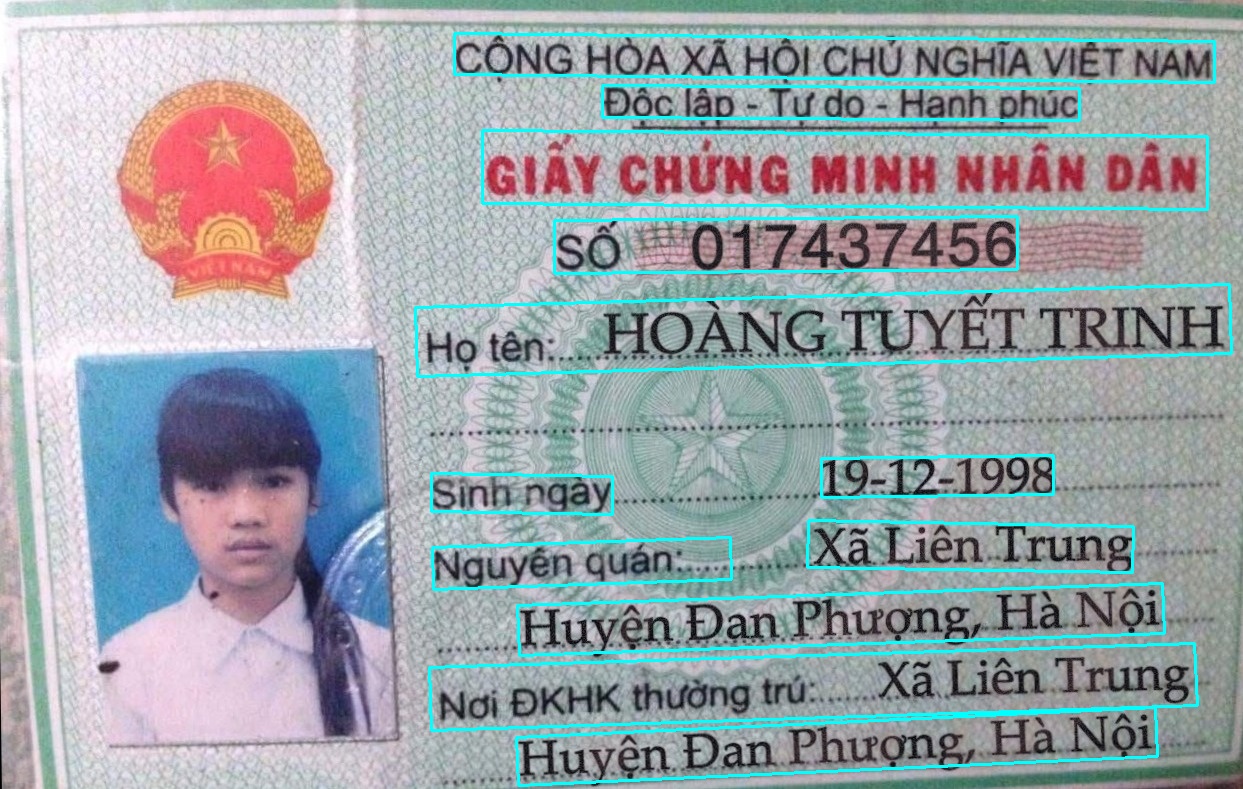 CỘNG HÒA XÃ HỘI CHỦ NGHĨA VIỆT NAM
Độc lập - Tự do - Hạnh phúc
GIẤY CHỨNG MINH NHÂN DÂN
SỐ 017437456
VIỆT NAM
Họ tên: HOÀNG TUYẾT TRINH
Sinh ngày 19-12-1998
Nguyên quán: Xã Liên Trung
Huyện Đan Phượng, Hà Nội
Nơi ĐKHK thường trú: Xã Liên Trung
Huyện Đan Phượng, Hà Nội